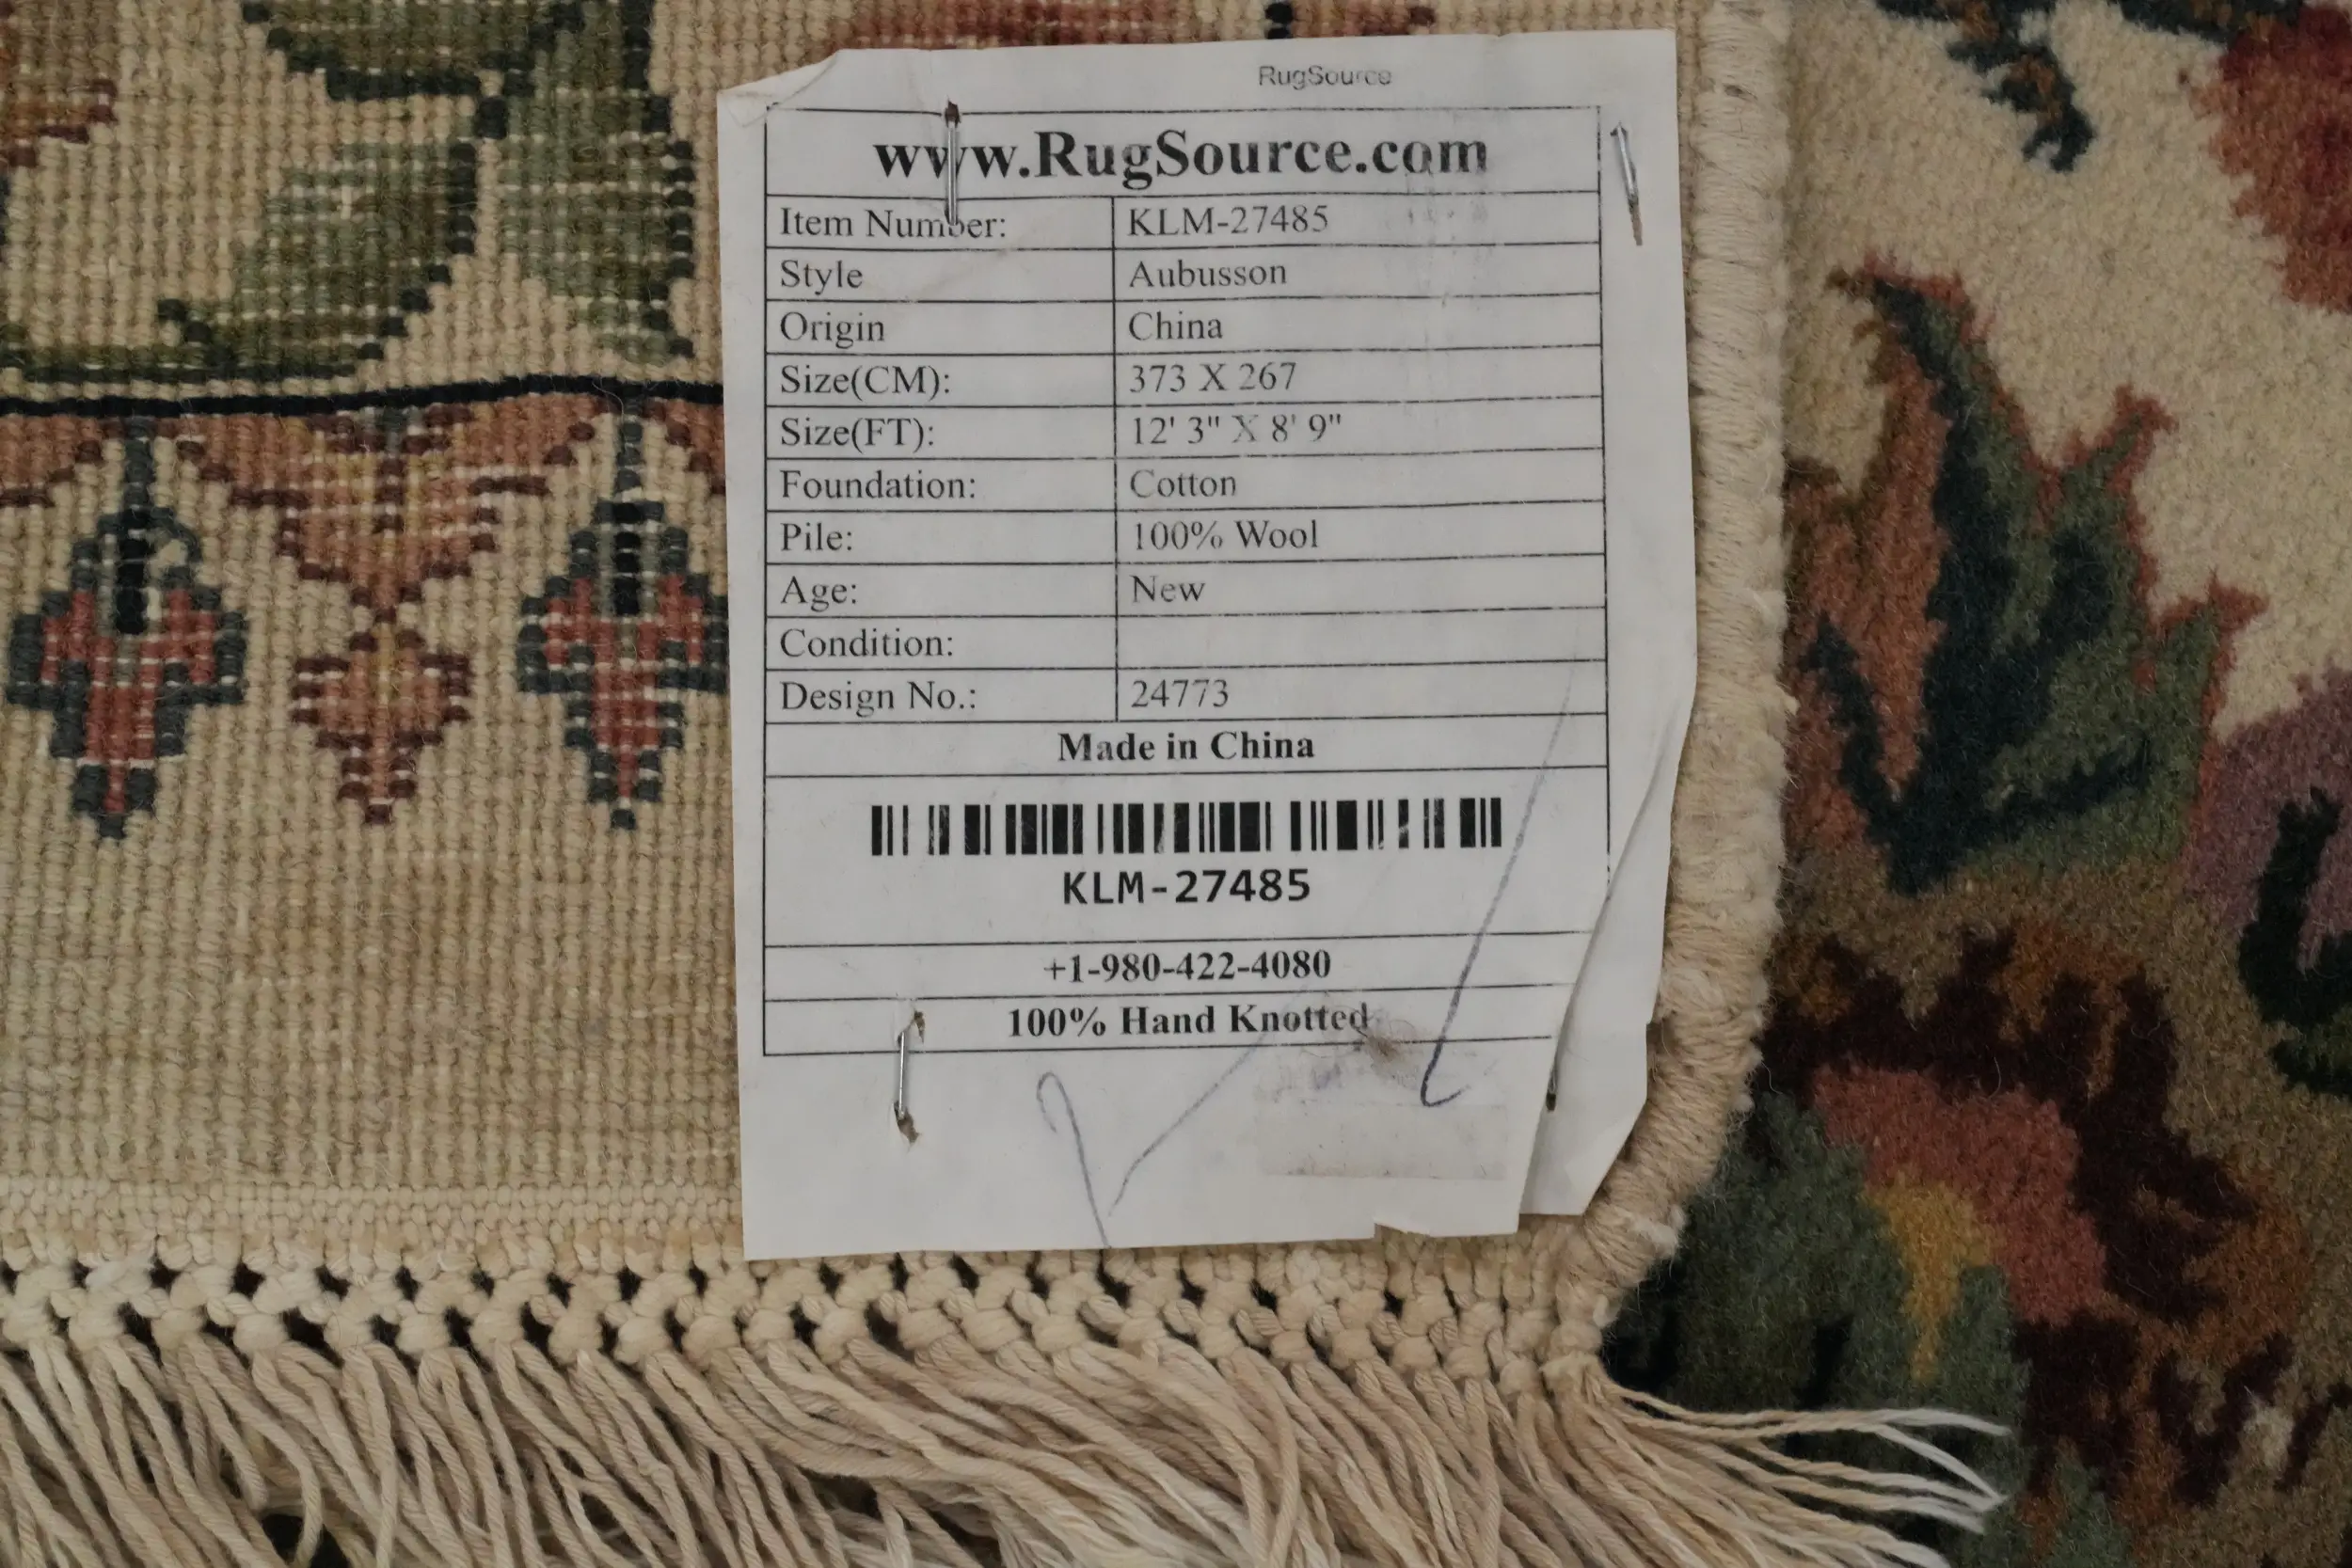 RugSource
www.RugSource.com
Item Number: KLM-27485
Style Aubusson
Origin China
Size(CM): 373 X 267
Size(FT): 12' 3" X 8' 9"
Foundation: Cotton
Pile: 100% Wool
Age: New
Condition:
Design No.: 24773
Made in China
KLM-27485
+1-980-422-4080
100% Hand Knotted